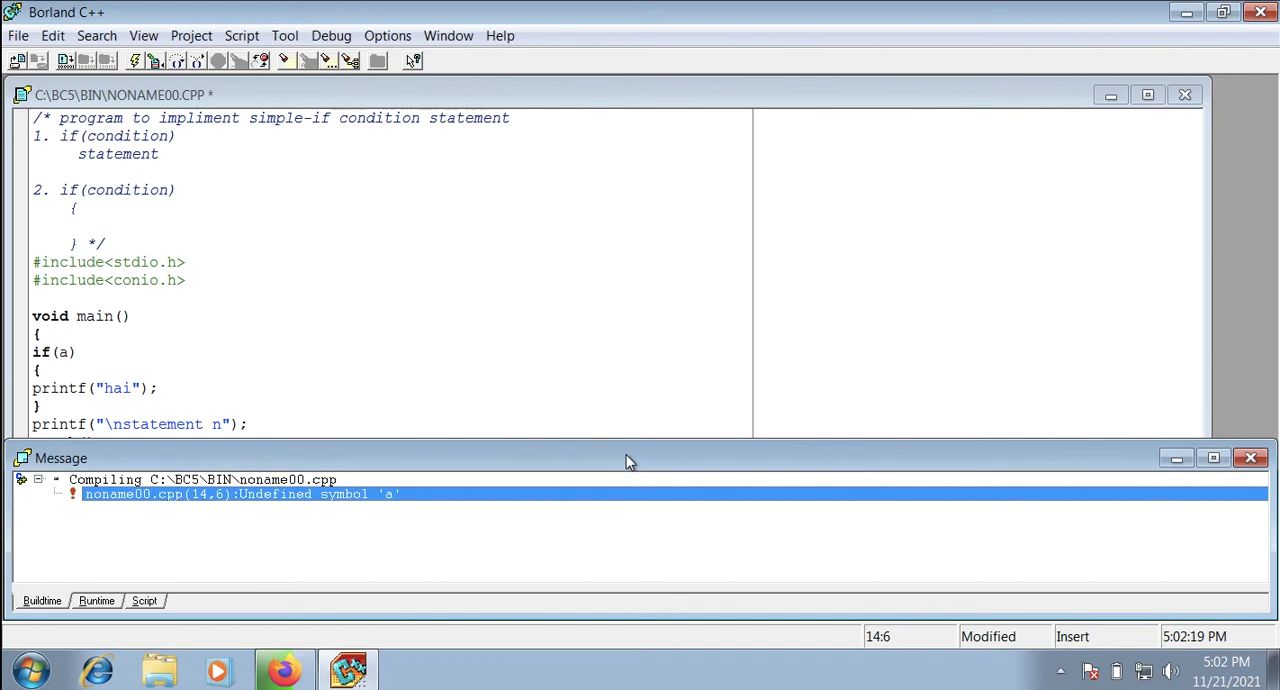 Borland C++
File Edit Search View Project Script Tool Debug Options Window Help
C:\BC5\BIN\NONAME00.CPP *
/* program to impliment simple-if condition statement
1. if(condition)
statement
2. if(condition)
{
} */
#include<stdio.h>
#include<conio.h>
void main()
{
if(a)
{
printf("hai");
}
printf("\nstatement n");
Message
Compiling C:\BC5\BIN\noname00.cpp
noname00.cpp(14,6):Undefined symbol 'a'
Buildtime Runtime Script
14:6 Modified Insert 5:02:19 PM
5:02 PM
11/21/2021